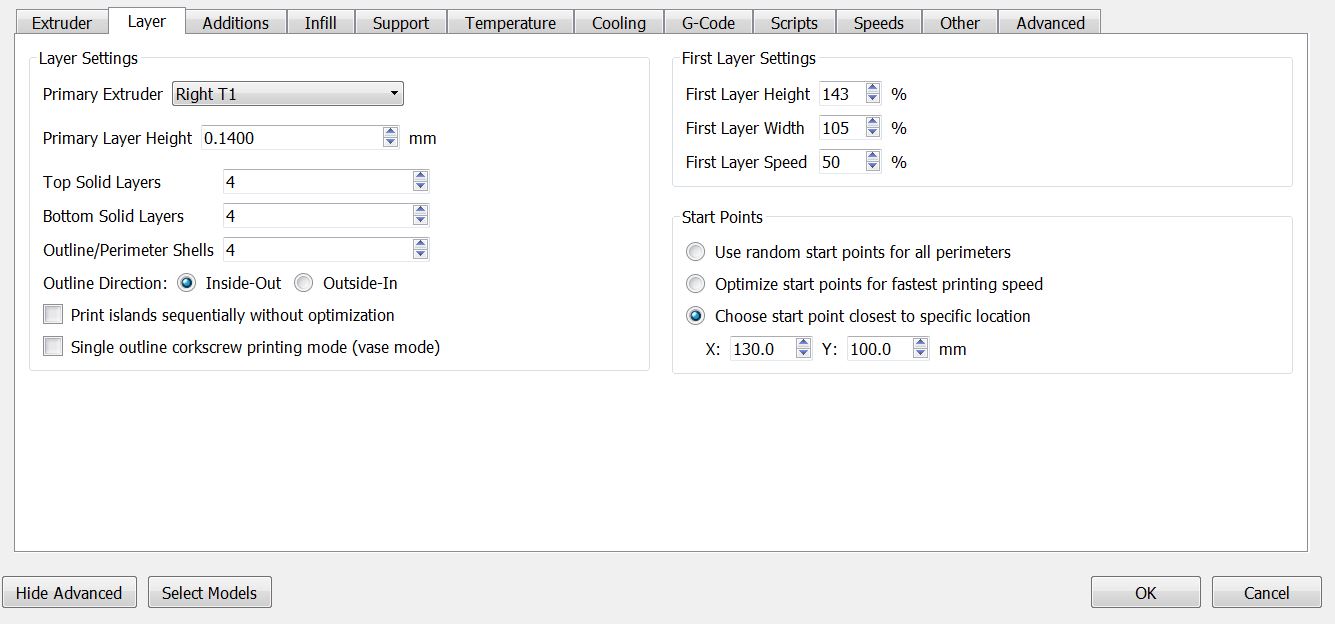 Extruder Layer Additions Infill Support Temperature Cooling G-Code Scripts Speeds Other Advanced
Layer Settings
Primary Extruder Right T1
Primary Layer Height 0.1400 mm
Top Solid Layers 4
Bottom Solid Layers 4
Outline/Perimeter Shells 4
Outline Direction: Inside-Out Outside-In
Print islands sequentially without optimization
Single outline corkscrew printing mode (vase mode)
First Layer Settings
First Layer Height 143 %
First Layer Width 105 %
First Layer Speed 50 %
Start Points
Use random start points for all perimeters
Optimize start points for fastest printing speed
Choose start point closest to specific location
X: 130.0 Y: 100.0 mm
Hide Advanced Select Models OK Cancel